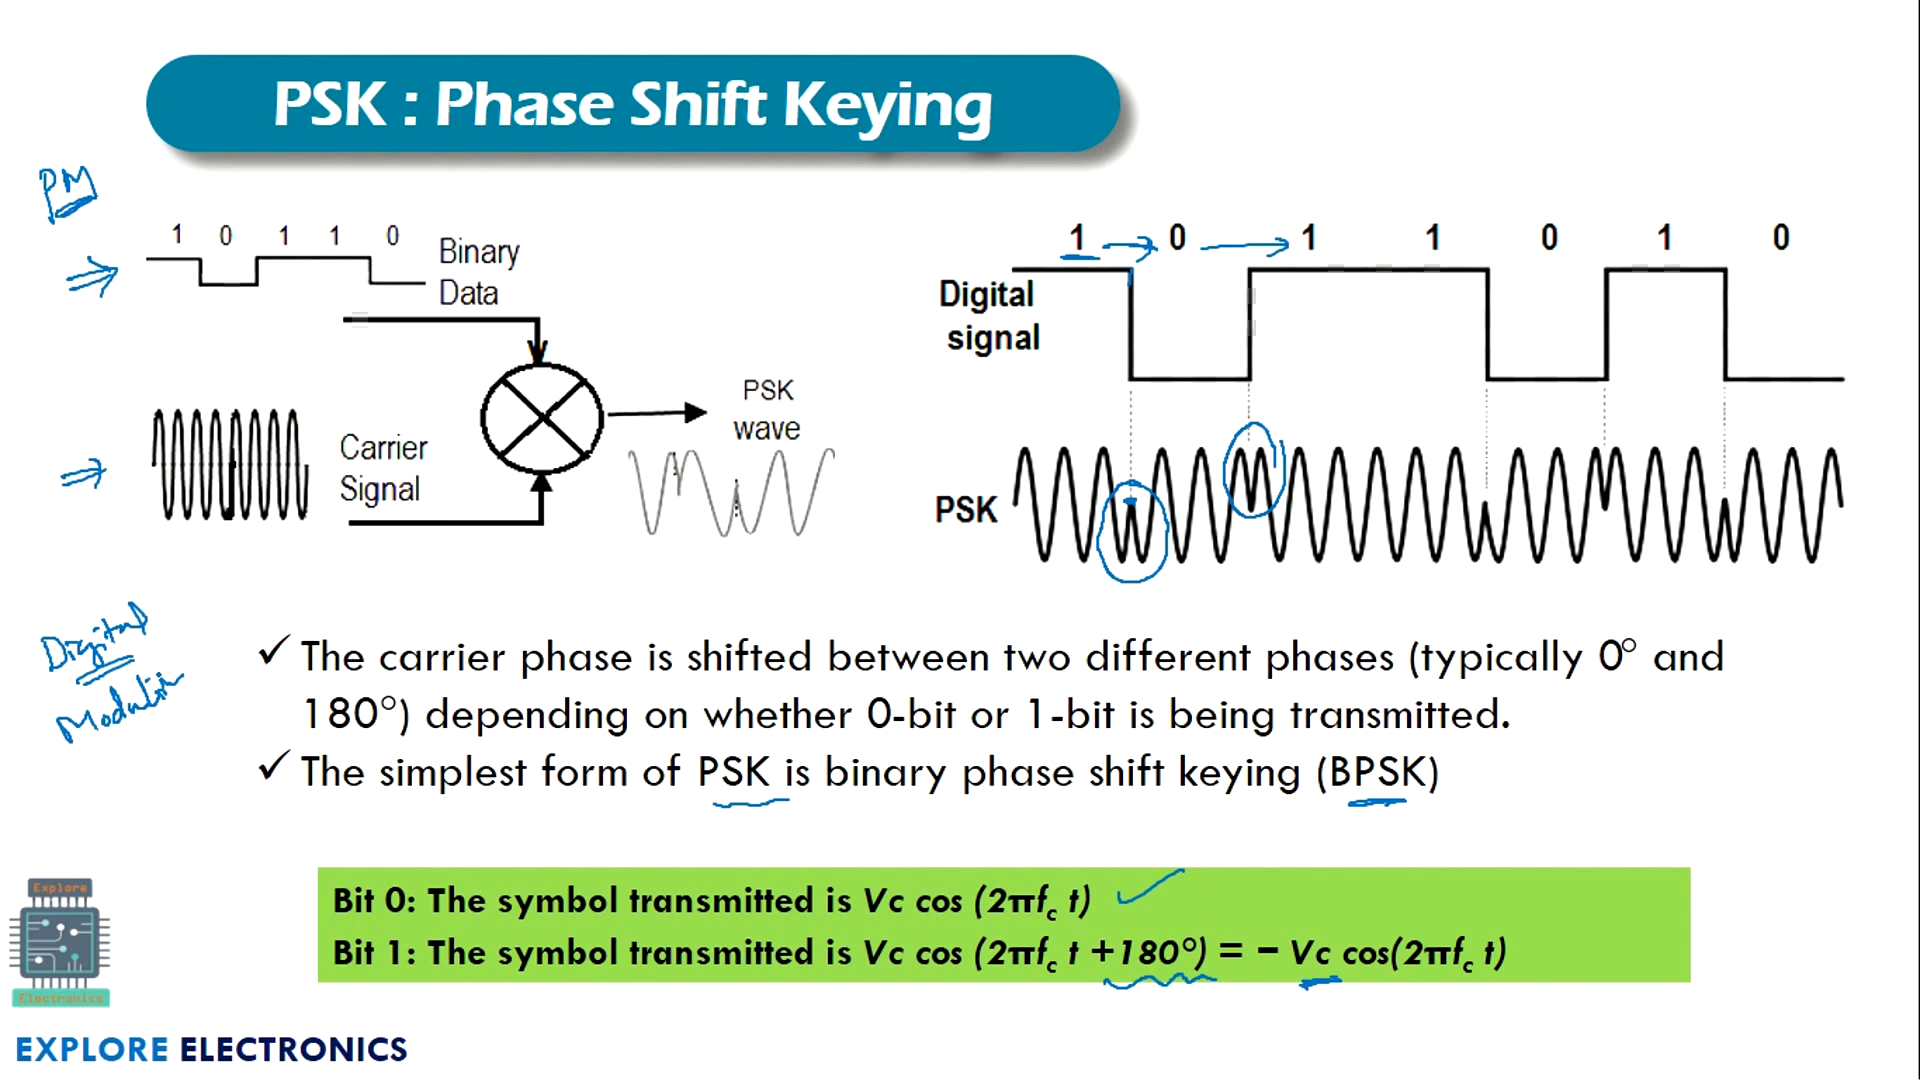 PSK : Phase Shift Keying
PM
1 0 1 1 0
Binary
Data
Carrier
Signal
PSK
wave
1 0 1 1 0 1 0
Digital
signal
PSK
Digital
✓ The carrier phase is shifted between two different phases (typically 0° and
180°) depending on whether 0-bit or 1-bit is being transmitted.
✓ The simplest form of PSK is binary phase shift keying (BPSK)
Bit 0: The symbol transmitted is Vc cos (2πfc t)
Bit 1: The symbol transmitted is Vc cos (2πfc t +180°) = − Vc cos(2πfc t)
Explore
Electronics
EXPLORE ELECTRONICS